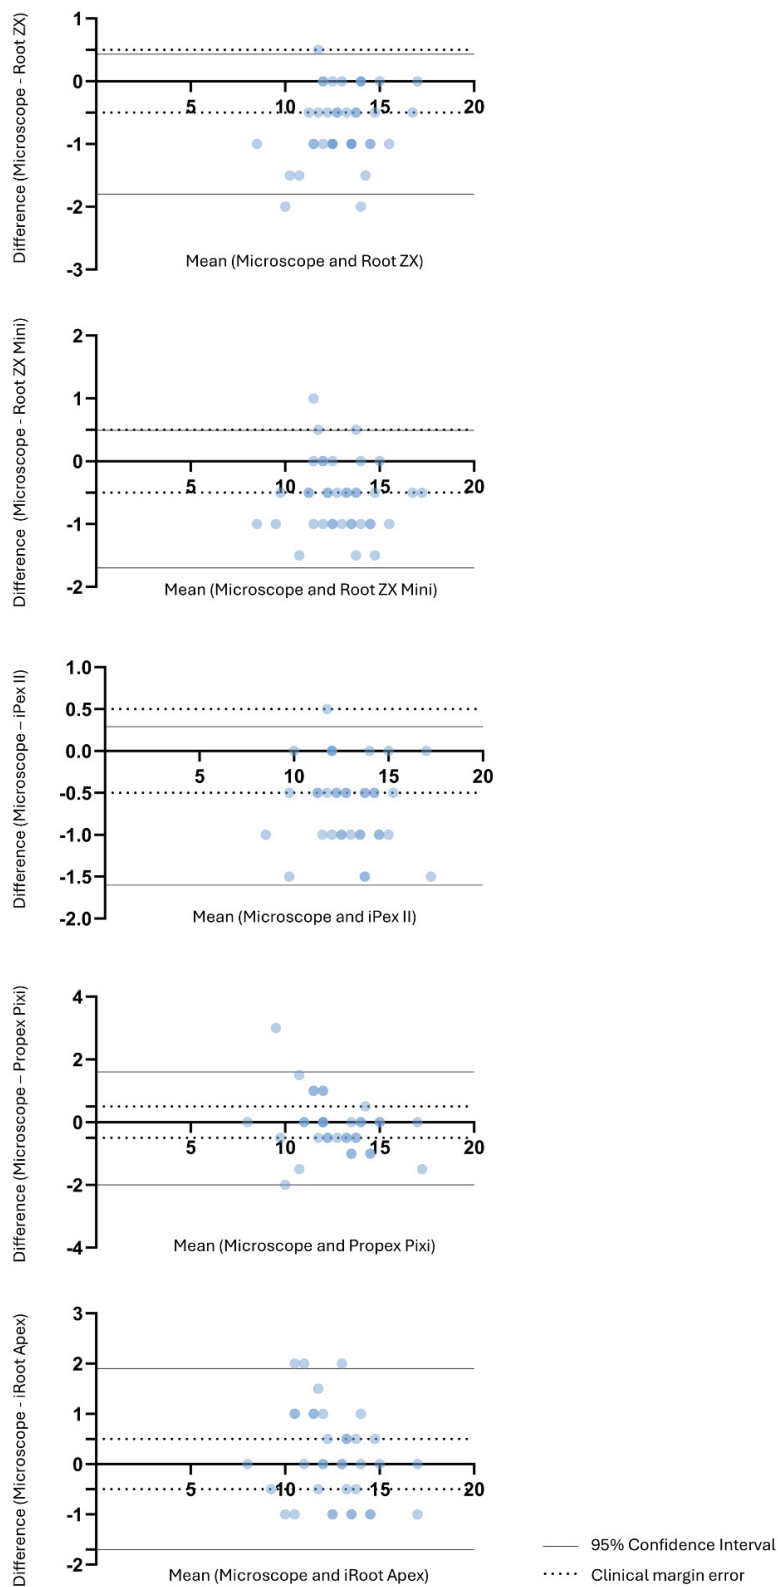 Difference (Microscope - Root ZX)
1
0
-1
-2
-3
5 10 15 20
Mean (Microscope and Root ZX)
Difference (Microscope - Root ZX Mini)
2
1
0
-1
-2
5 10 15 20
Mean (Microscope and Root ZX Mini)
Difference (Microscope – iPex II)
1.0
0.5
0.0
-0.5
-1.0
-1.5
-2.0
5 10 15 20
Mean (Microscope and iPex II)
Difference (Microscope – Propex Pixi)
4
2
0
-2
-4
5 10 15 20
Mean (Microscope and Propex Pixi)
Difference (Microscope - iRoot Apex)
3
2
1
0
-1
-2
5 10 15 20
Mean (Microscope and iRoot Apex)
95% Confidence Interval
Clinical margin error